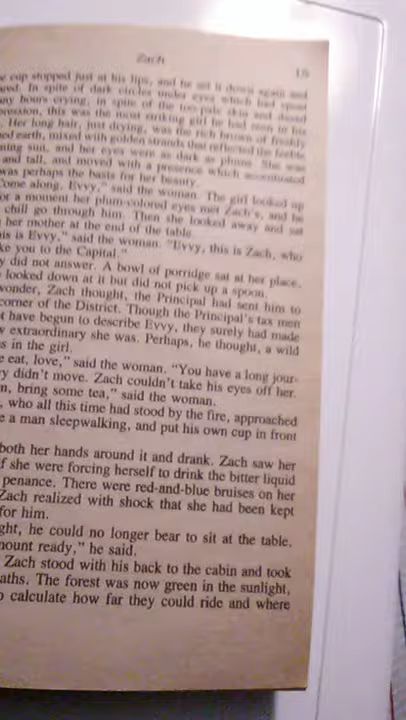 Zach
e cup stopped just at his lips, and he set it down again and
ared. In spite of dark circles under eyes which had spent
any hours crying, in spite of the too-pale skin and dazed
pression, this was the most striking girl he had seen in his
. Her long hair, just drying, was the rich brown of freshly
ned earth, mixed with golden strands that reflected the feeble
ning sun, and her eyes were as dark as plums. She was
and tall, and moved with a presence which accentuated
was perhaps the basis for her beauty.
Come along, Evvy," said the woman. The girl looked up
or a moment her plum-colored eyes met Zach's, and he
chill go through him. Then she looked away and sat
her mother at the end of the table.
his is Evvy," said the woman. "Evvy, this is Zach, who
ke you to the Capital."
y did not answer. A bowl of porridge sat at her place.
looked down at it but did not pick up a spoon.
wonder, Zach thought, the Principal had sent him to
corner of the District. Though the Principal's tax men
t have begun to describe Evvy, they surely had made
w extraordinary she was. Perhaps, he thought, a wild
s in the girl.
e eat, love," said the woman. "You have a long jour-
y didn't move. Zach couldn't take his eyes off her.
n, bring some tea," said the woman.
, who all this time had stood by the fire, approached
e a man sleepwalking, and put his own cup in front
both her hands around it and drank. Zach saw her
f she were forcing herself to drink the bitter liquid
penance. There were red-and-blue bruises on her
Zach realized with shock that she had been kept
for him.
ght, he could no longer bear to sit at the table.
mount ready," he said.
Zach stood with his back to the cabin and took
aths. The forest was now green in the sunlight,
o calculate how far they could ride and where